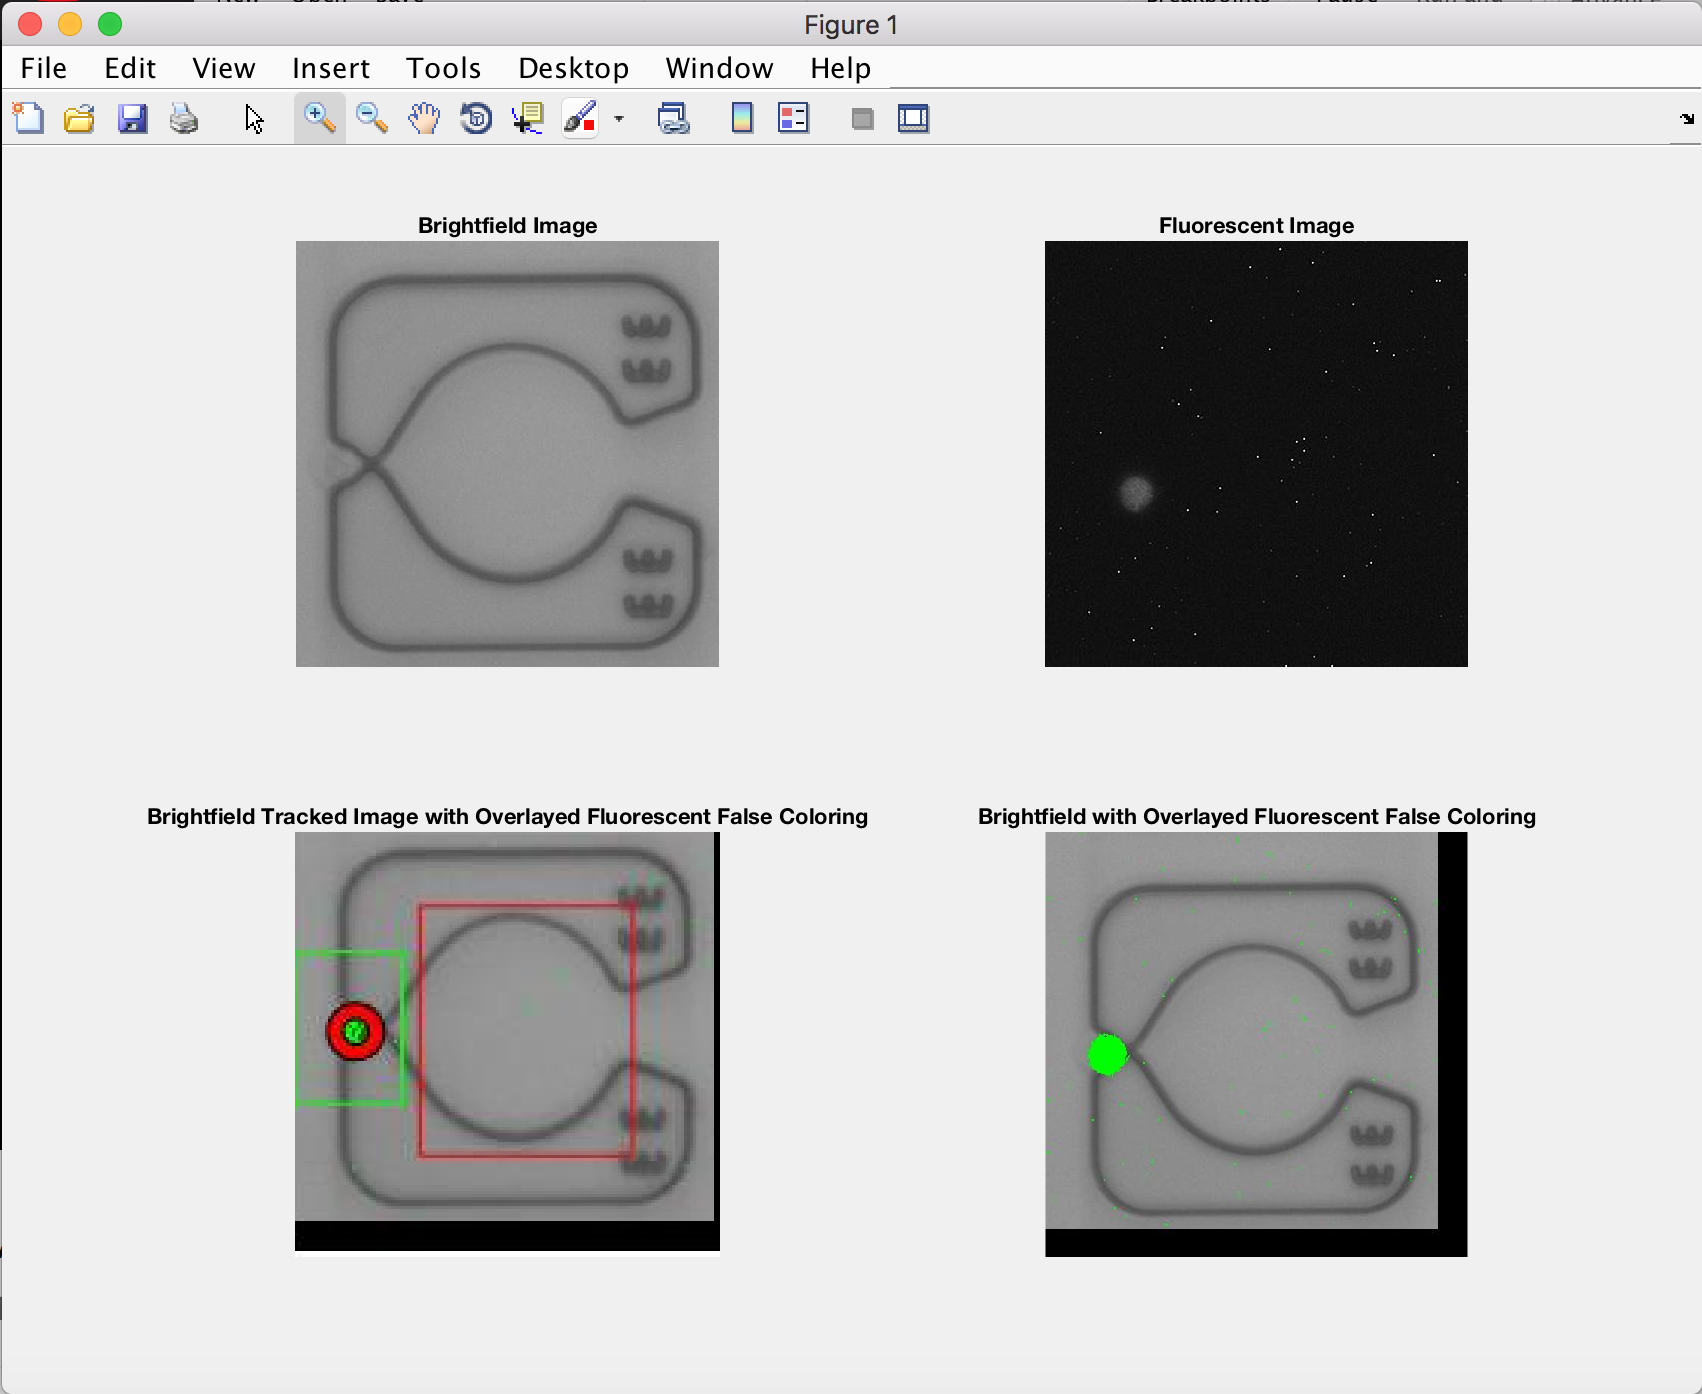 Figure 1
File Edit View Insert Tools Desktop Window Help
Brightfield Image
Fluorescent Image
Brightfield Tracked Image with Overlayed Fluorescent False Coloring
Brightfield with Overlayed Fluorescent False Coloring